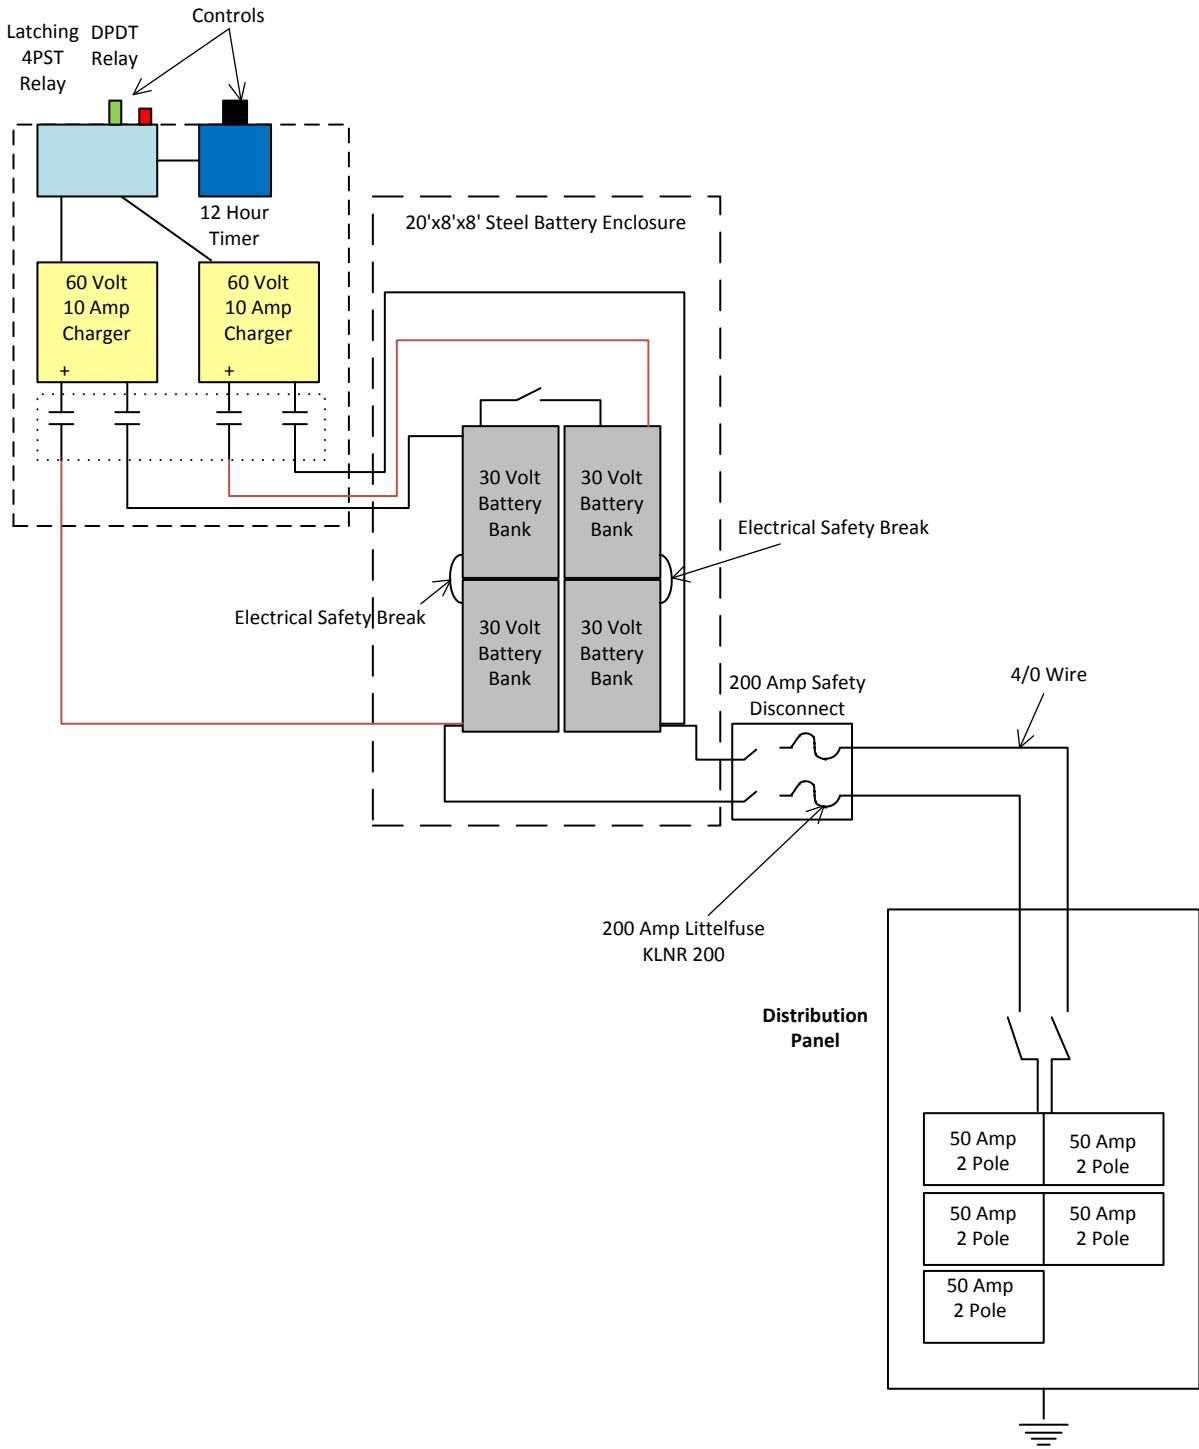 Controls
Latching
4PST
Relay
DPDT
Relay
12 Hour
Timer
20'x8'x8' Steel Battery Enclosure
60 Volt
10 Amp
Charger
+
60 Volt
10 Amp
Charger
+
30 Volt
Battery
Bank
30 Volt
Battery
Bank
Electrical Safety Break
Electrical Safety Break
30 Volt
Battery
Bank
30 Volt
Battery
Bank
200 Amp Safety
Disconnect
4/0 Wire
200 Amp Littelfuse
KLNR 200
Distribution
Panel
50 Amp
2 Pole
50 Amp
2 Pole
50 Amp
2 Pole
50 Amp
2 Pole
50 Amp
2 Pole